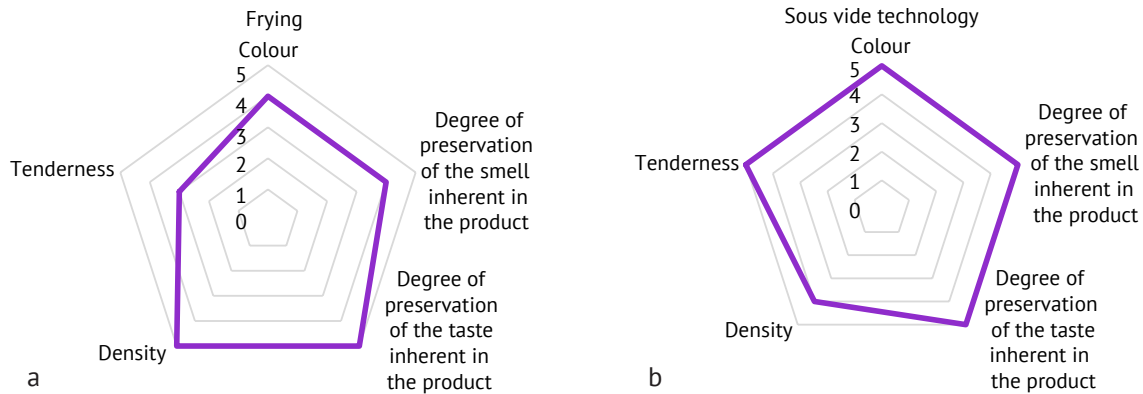 Frying
Colour
5
4
3
2
1
0
Degree of
preservation
of the smell
inherent in
the product
Degree of
preservation
of the taste
inherent in
the product
Density
Tenderness
a
Sous vide technology
Colour
5
4
3
2
1
0
Degree of
preservation
of the smell
inherent in
the product
Degree of
preservation
of the taste
inherent in
the product
Density
Tenderness
b